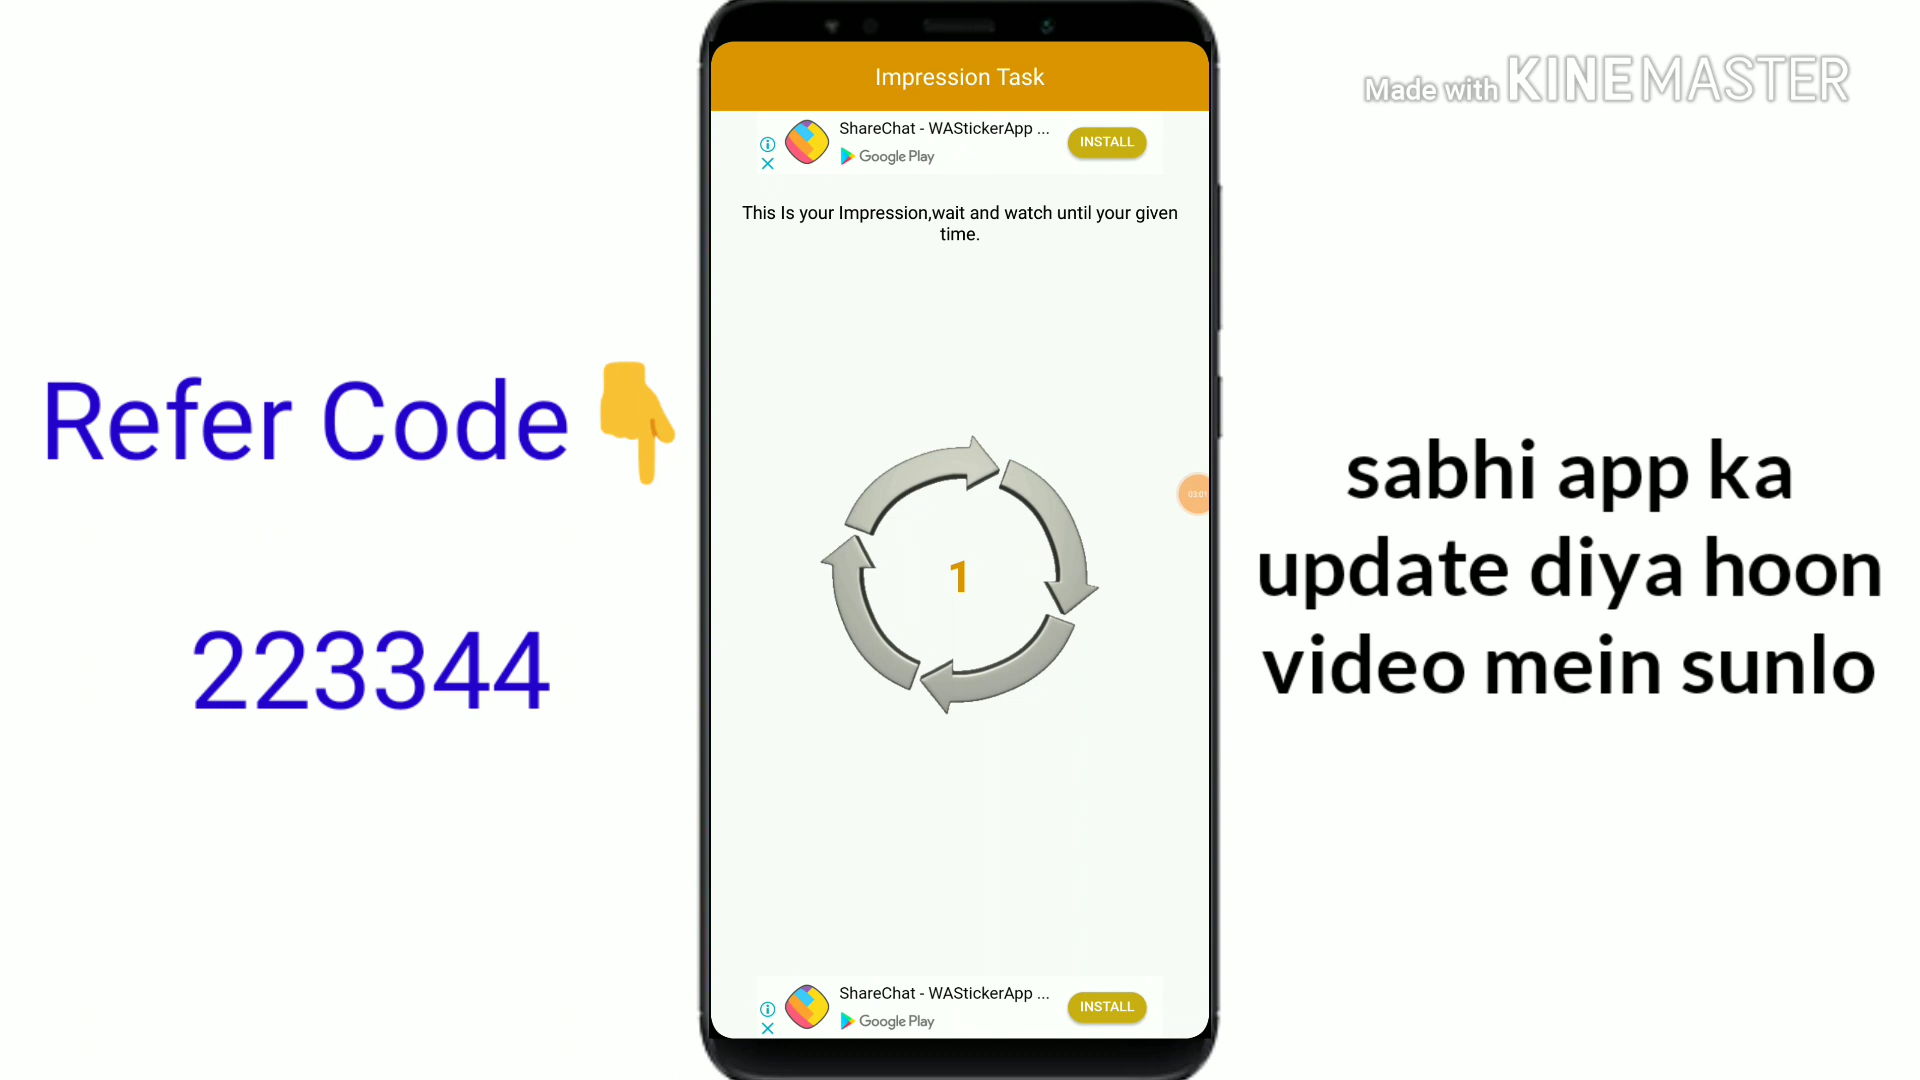 Impression Task
Made with KINEMASTER
ShareChat - WAStickerApp ...
Google Play
INSTALL
This Is your Impression,wait and watch until your given
time.
Refer Code
223344
1
03:01
sabhi app ka
update diya hoon
video mein sunlo
ShareChat - WAStickerApp ...
Google Play
INSTALL